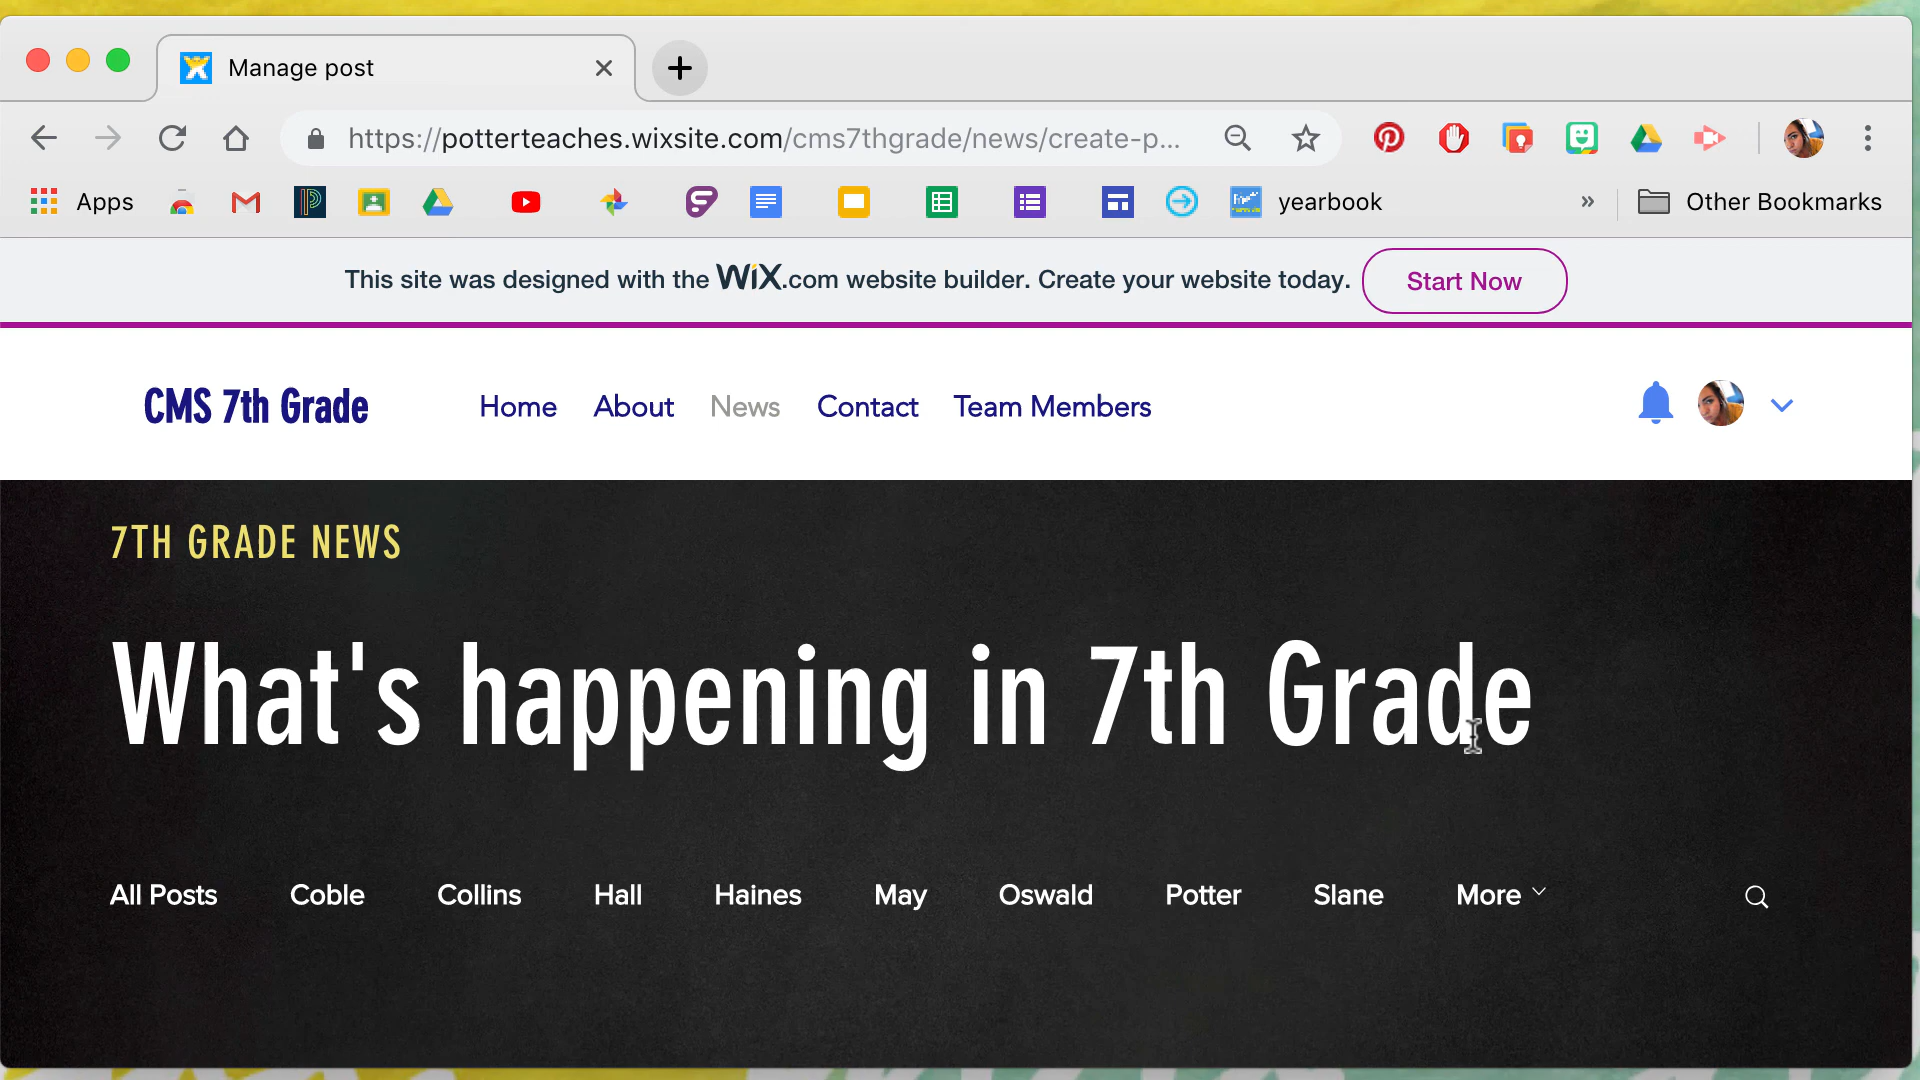 Manage post
https://potterteaches.wixsite.com/cms7thgrade/news/create-p...
Apps
yearbook
»
Other Bookmarks
This site was designed with the WiX.com website builder. Create your website today.
Start Now
CMS 7th Grade
Home
About
News
Contact
Team Members
7TH GRADE NEWS
What's happening in 7th Grade
All Posts
Coble
Collins
Hall
Haines
May
Oswald
Potter
Slane
More